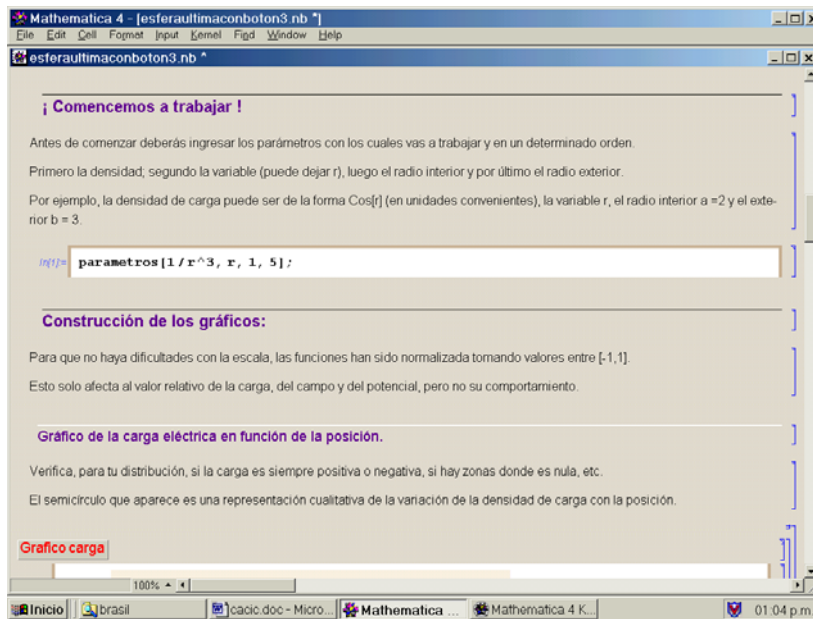 Mathematica 4 - [esferaultimaconboton3.nb *]
File Edit Cell Format Input Kernel Find Window Help
esferaultimaconboton3.nb *
¡ Comencemos a trabajar !
Antes de comenzar deberás ingresar los parámetros con los cuales vas a trabajar y en un determinado orden.
Primero la densidad; segundo la variable (puede dejar r), luego el radio interior y por último el radio exterior.
Por ejemplo, la densidad de carga puede ser de la forma Cos[r] (en unidades convenientes), la variable r, el radio interior a =2 y el exte-
rior b = 3.
In[1]:= parametros[1/r^3, r, 1, 5];
Construcción de los gráficos:
Para que no haya dificultades con la escala, las funciones han sido normalizada tomando valores entre [-1,1].
Esto solo afecta al valor relativo de la carga, del campo y del potencial, pero no su comportamiento.
Gráfico de la carga eléctrica en función de la posición.
Verifica, para tu distribución, si la carga es siempre positiva o negativa, si hay zonas donde es nula, etc.
El semicírculo que aparece es una representación cualitativa de la variación de la densidad de carga con la posición.
Grafico carga
100%
Inicio brasil cacic.doc - Micro... Mathematica ... Mathematica 4 K... 01:04 p.m.